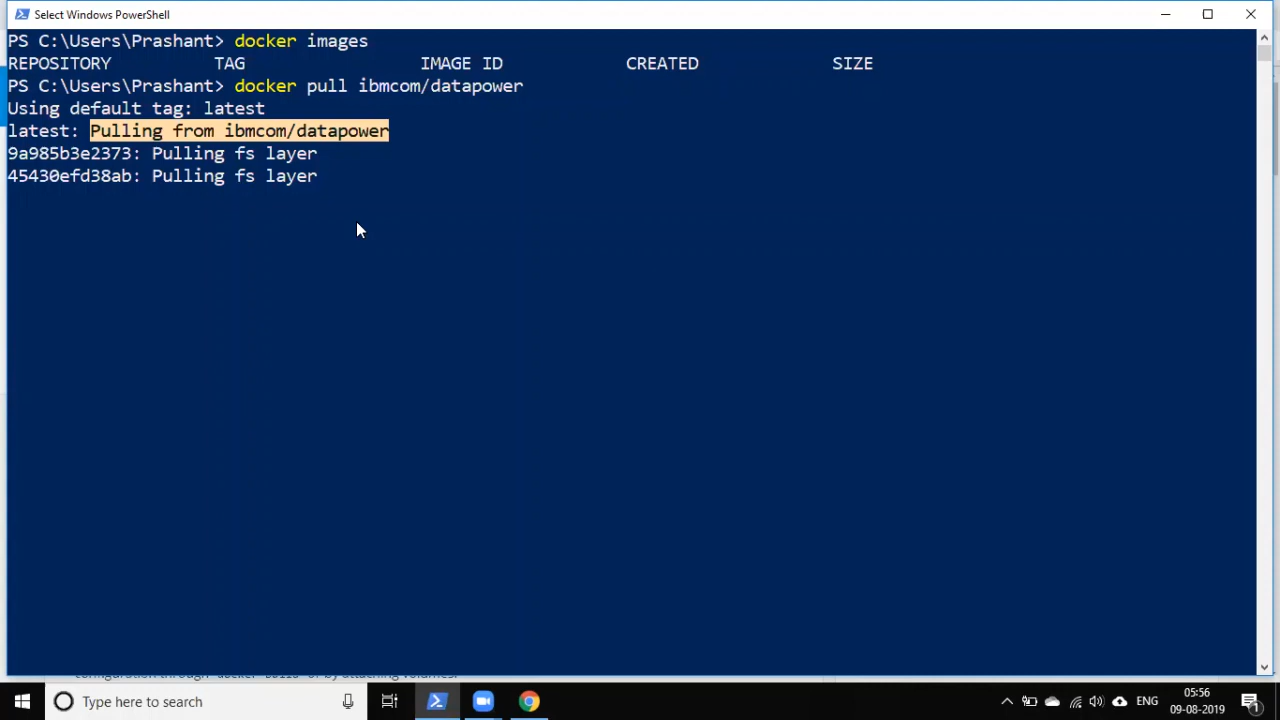 Select Windows PowerShell
PS C:\Users\Prashant> docker images
REPOSITORY TAG IMAGE ID CREATED SIZE
PS C:\Users\Prashant> docker pull ibmcom/datapower
Using default tag: latest
latest: Pulling from ibmcom/datapower
9a985b3e2373: Pulling fs layer
45430efd38ab: Pulling fs layer
Type here to search
ENG
05:56
09-08-2019
1